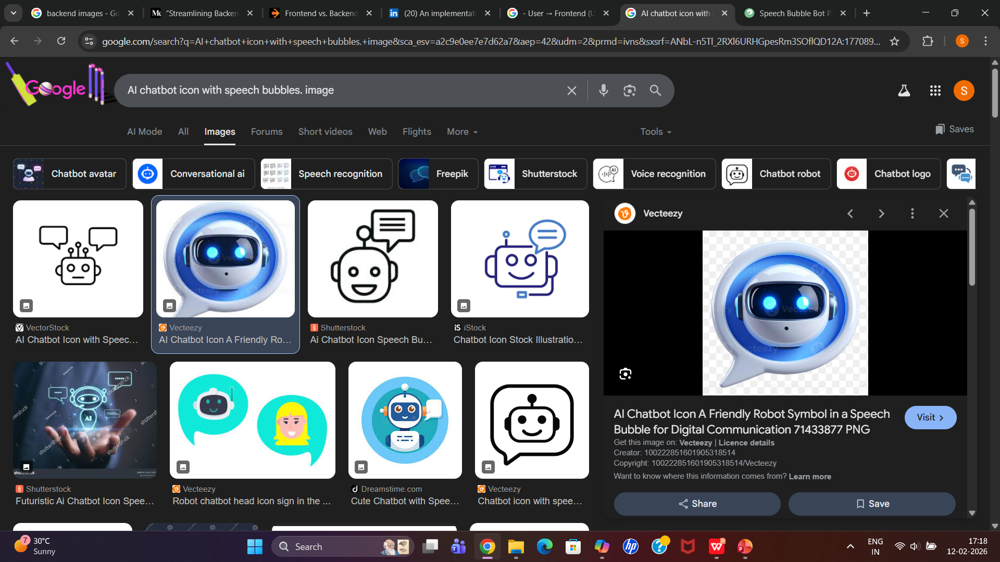 backend images - Go
"Streamlining Backen
Frontend vs. Backend
(20) An implementati
- User → Frontend (U
AI chatbot icon with
Speech Bubble Bot P
google.com/search?q=AI+chatbot+icon+with+speech+bubbles.+image&sca_esv=a2c9e0ee7e7d62a7&aep=42&udm=2&prmd=ivns&sxsrf=ANbL-n5Tl_2RXl6URHGpesRm3SOflQD12A:177089...
S
Google
AI chatbot icon with speech bubbles. image
S
AI Mode
All
Images
Forums
Short videos
Web
Flights
More
Tools
Saves
Chatbot avatar
Conversational ai
Speech recognition
Freepik
Shutterstock
Voice recognition
Chatbot robot
Chatbot logo
VectorStock
AI Chatbot Icon with Speec...
Vecteezy
AI Chatbot Icon A Friendly Ro...
Shutterstock
Ai Chatbot Icon Speech Bu...
iS iStock
Chatbot Icon Stock Illustratio...
AI
Shutterstock
Futuristic Ai Chatbot Icon Spee...
Vecteezy
Robot chatbot head icon sign in the ...
Dreamstime.com
Cute Chatbot with Spee...
Vecteezy
Chatbot icon with spee...
Vecteezy
AI Chatbot Icon A Friendly Robot Symbol in a Speech
Bubble for Digital Communication 71433877 PNG
Visit
Get this image on: Vecteezy | Licence details
Creator: 100222851601905318514
Copyright: 100222851601905318514/Vecteezy
Want to know where this information comes from? Learn more
Share
Save
7
30°C
Sunny
Search
ENG
IN
17:18
12-02-2026